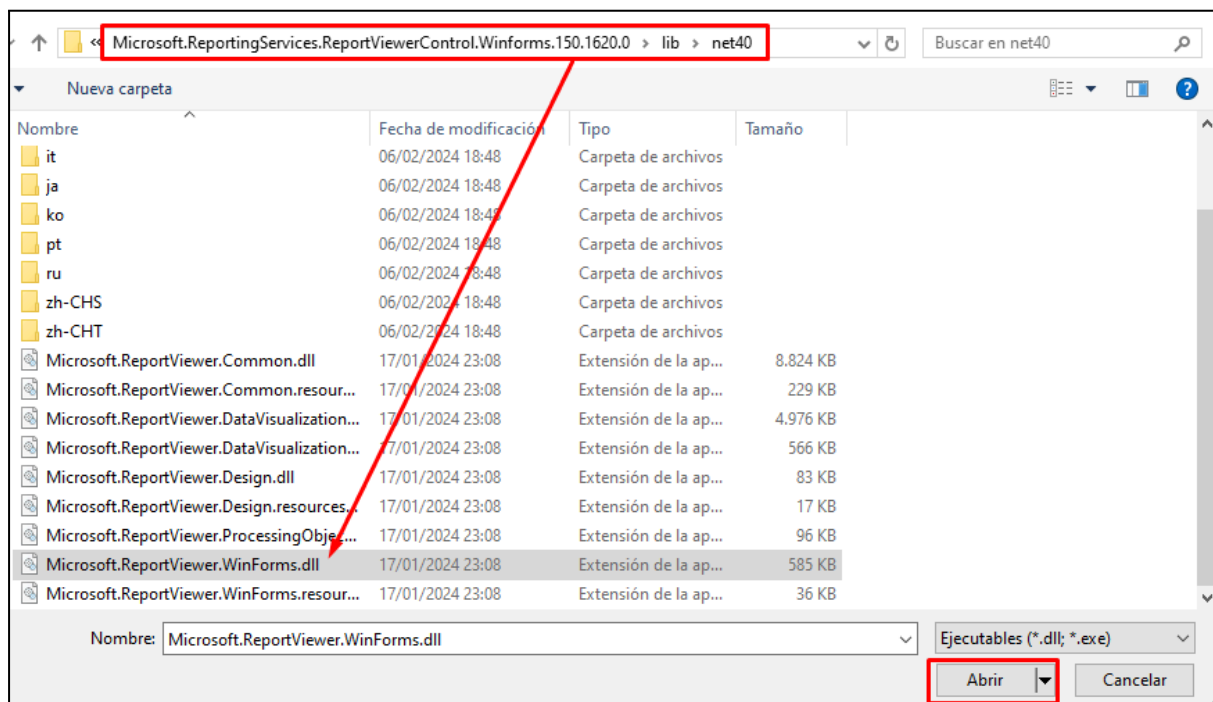 « Microsoft.ReportingServices.ReportViewerControl.Winforms.150.1620.0 > lib > net40 Buscar en net40
Nueva carpeta
Nombre Fecha de modificación Tipo Tamaño
it 06/02/2024 18:48 Carpeta de archivos
ja 06/02/2024 18:48 Carpeta de archivos
ko 06/02/2024 18:48 Carpeta de archivos
pt 06/02/2024 18:48 Carpeta de archivos
ru 06/02/2024 18:48 Carpeta de archivos
zh-CHS 06/02/2024 18:48 Carpeta de archivos
zh-CHT 06/02/2024 18:48 Carpeta de archivos
Microsoft.ReportViewer.Common.dll 17/01/2024 23:08 Extensión de la ap... 8.824 KB
Microsoft.ReportViewer.Common.resour... 17/01/2024 23:08 Extensión de la ap... 229 KB
Microsoft.ReportViewer.DataVisualization... 17/01/2024 23:08 Extensión de la ap... 4.976 KB
Microsoft.ReportViewer.DataVisualization... 17/01/2024 23:08 Extensión de la ap... 566 KB
Microsoft.ReportViewer.Design.dll 17/01/2024 23:08 Extensión de la ap... 83 KB
Microsoft.ReportViewer.Design.resources... 17/01/2024 23:08 Extensión de la ap... 17 KB
Microsoft.ReportViewer.ProcessingObjec... 17/01/2024 23:08 Extensión de la ap... 96 KB
Microsoft.ReportViewer.WinForms.dll 17/01/2024 23:08 Extensión de la ap... 585 KB
Microsoft.ReportViewer.WinForms.resour... 17/01/2024 23:08 Extensión de la ap... 36 KB
Nombre: Microsoft.ReportViewer.WinForms.dll Ejecutables (*.dll; *.exe)
Abrir Cancelar